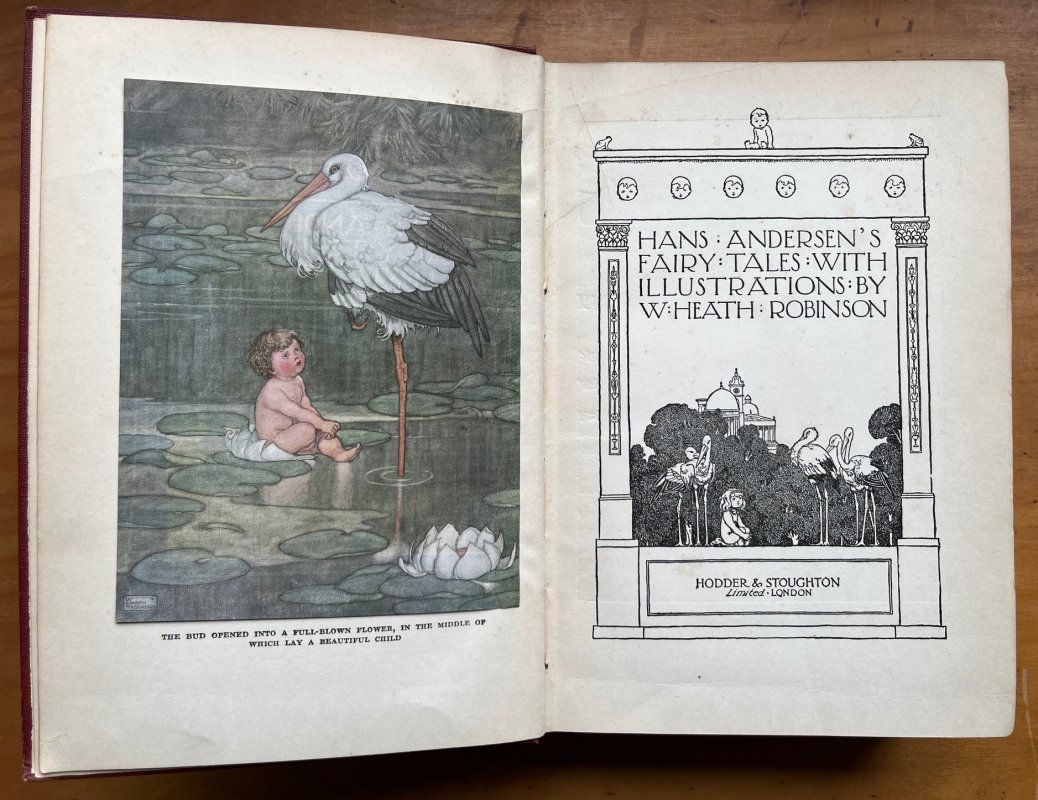 THE BUD OPENED INTO A FULL-BLOWN FLOWER, IN THE MIDDLE OF
WHICH LAY A BEAUTIFUL CHILD
HANS : ANDERSEN'S
FAIRY : TALES : WITH
ILLUSTRATIONS : BY
W : HEATH : ROBINSON
HODDER & STOUGHTON
Limited · LONDON